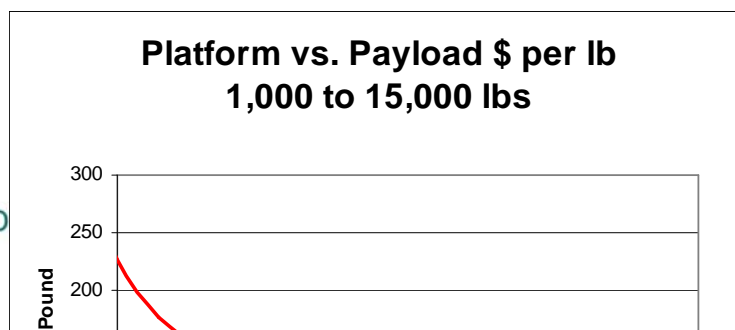 Platform vs. Payload $ per lb
1,000 to 15,000 lbs
300
250
200
Pound